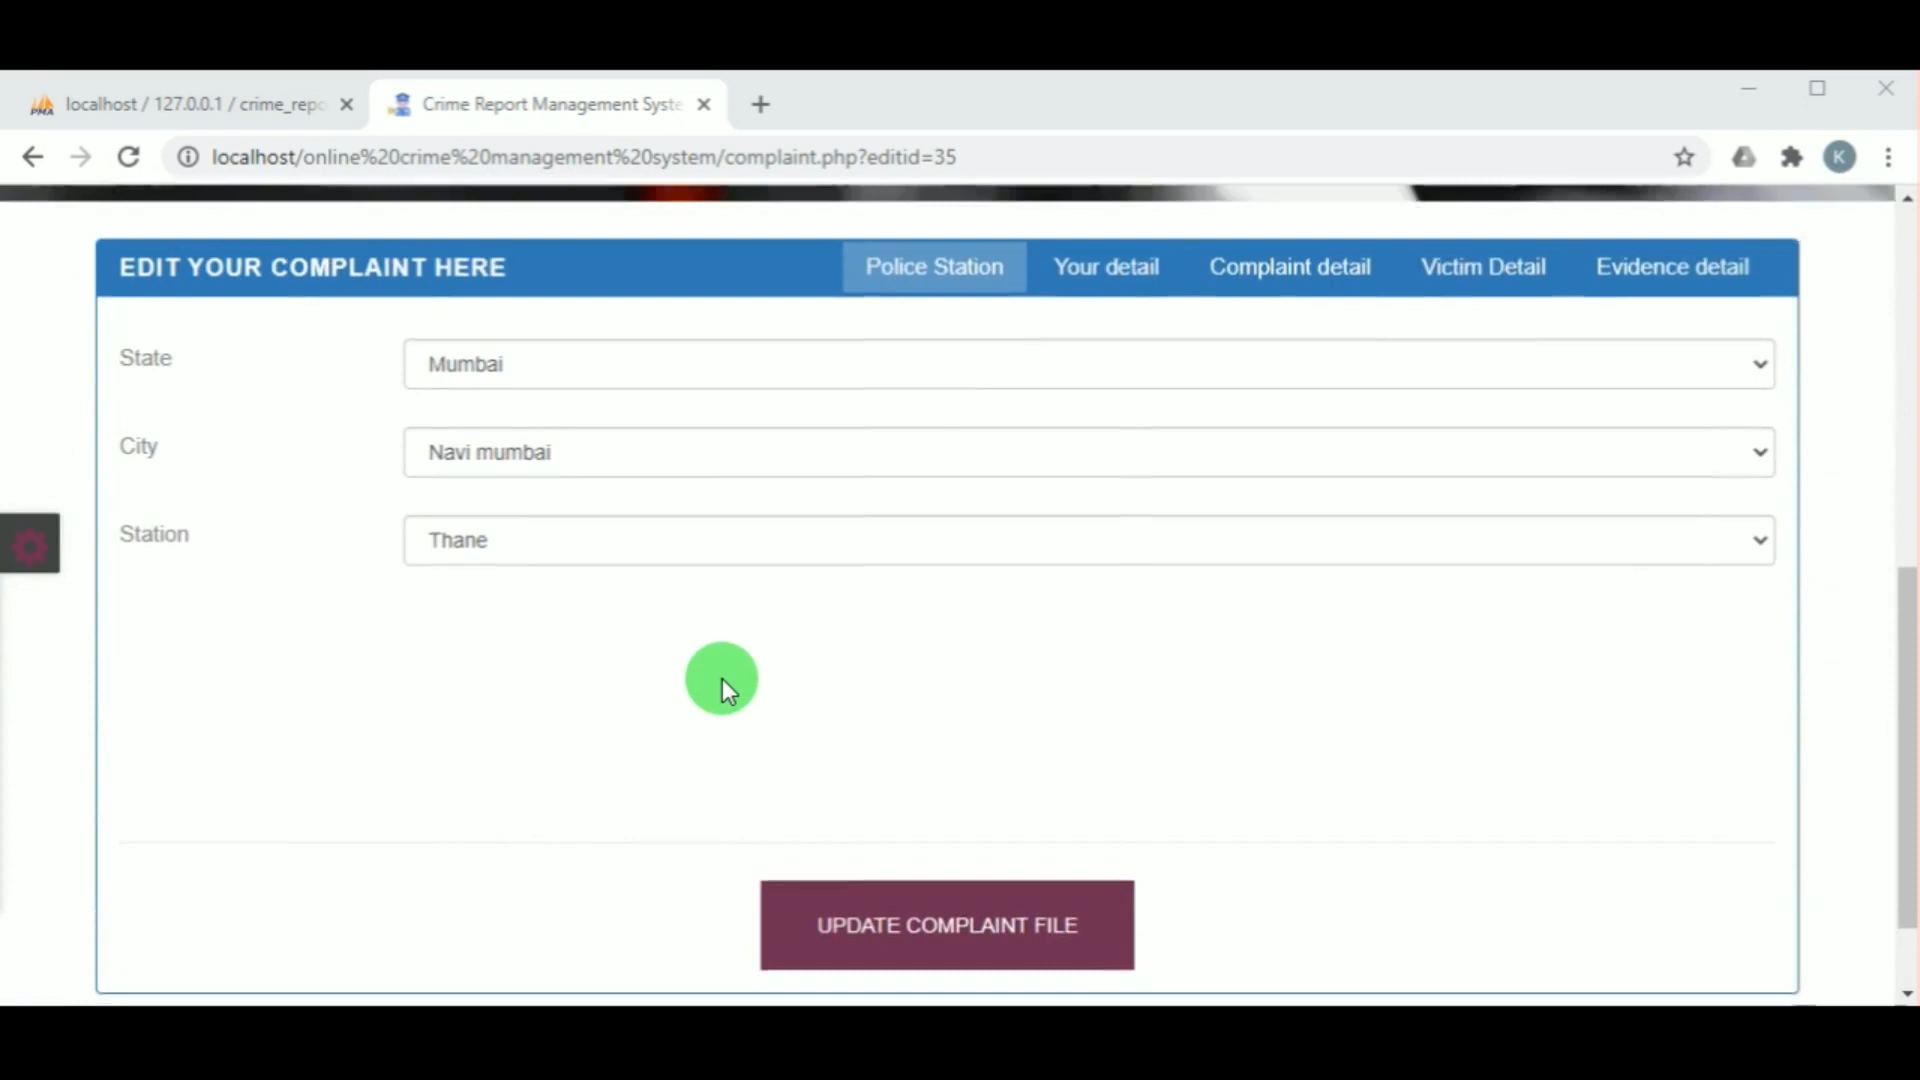 PMA
localhost / 127.0.0.1 / crime_repo
Crime Report Management Syste
localhost/online%20crime%20management%20system/complaint.php?editid=35
K
EDIT YOUR COMPLAINT HERE
Police Station
Your detail
Complaint detail
Victim Detail
Evidence detail
State
Mumbai
City
Navi mumbai
Station
Thane
UPDATE COMPLAINT FILE